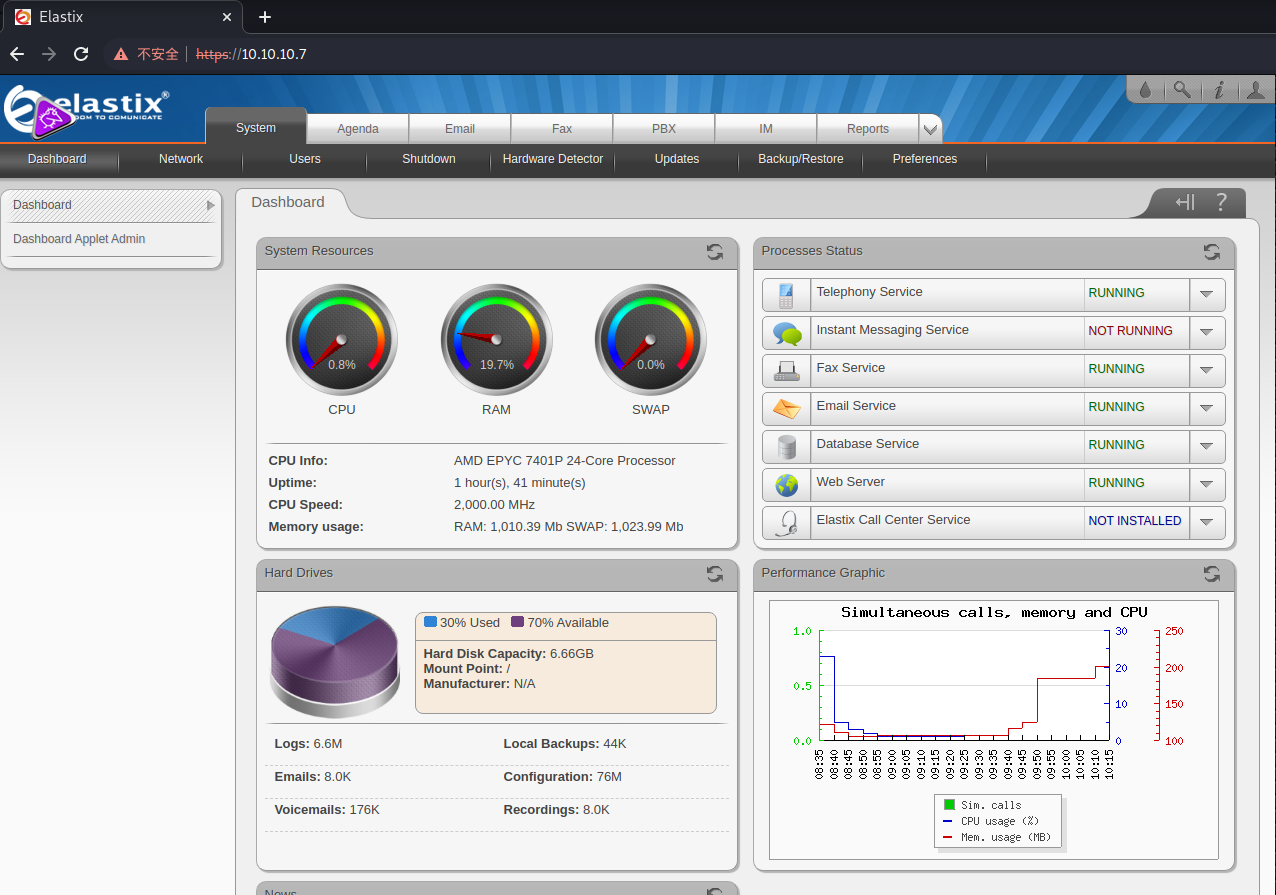 Elastix
不安全 https://10.10.10.7
elastix®
DOM TO COMUNICATE
System Agenda Email Fax PBX IM Reports
Dashboard Network Users Shutdown Hardware Detector Updates Backup/Restore Preferences
Dashboard
Dashboard Applet Admin
Dashboard
System Resources
0.8% 19.7% 0.0%
CPU RAM SWAP
CPU Info: AMD EPYC 7401P 24-Core Processor
Uptime: 1 hour(s), 41 minute(s)
CPU Speed: 2,000.00 MHz
Memory usage: RAM: 1,010.39 Mb SWAP: 1,023.99 Mb
Processes Status
Telephony Service RUNNING
Instant Messaging Service NOT RUNNING
Fax Service RUNNING
Email Service RUNNING
Database Service RUNNING
Web Server RUNNING
Elastix Call Center Service NOT INSTALLED
Hard Drives
30% Used 70% Available
Hard Disk Capacity: 6.66GB
Mount Point: /
Manufacturer: N/A
Logs: 6.6M Local Backups: 44K
Emails: 8.0K Configuration: 76M
Voicemails: 176K Recordings: 8.0K
Performance Graphic
Simultaneous calls, memory and CPU
1.0 30 250
20 200
0.5
10 150
0.0 0 100
08:35 08:40 08:45 08:50 08:55 09:00 09:05 09:10 09:15 09:20 09:25 09:30 09:35 09:40 09:45 09:50 09:55 10:00 10:05 10:10 10:15
Sim. calls
CPU usage (%)
Mem. usage (MB)
News